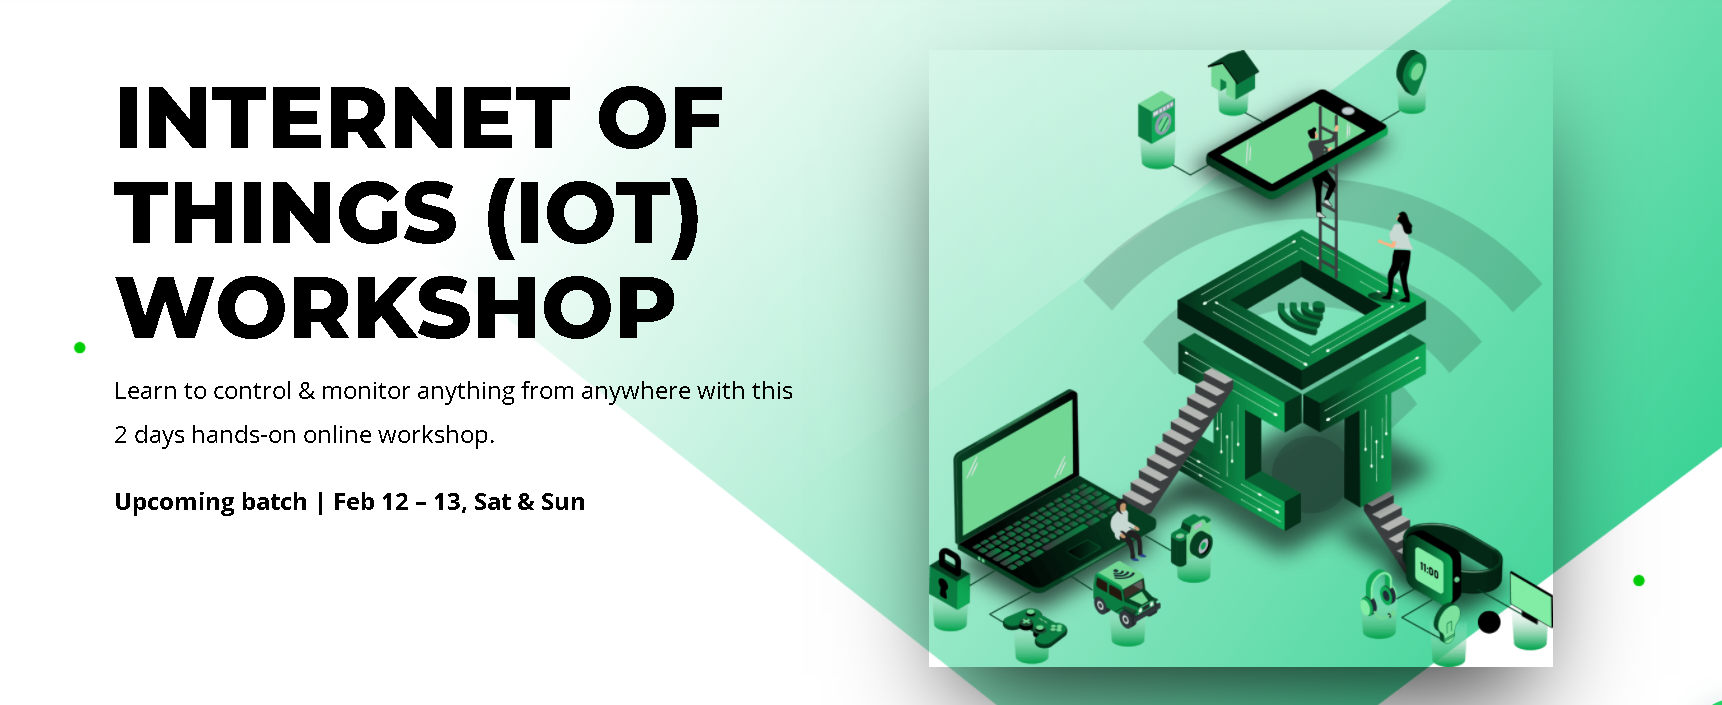 INTERNET OF
THINGS (IOT)
WORKSHOP
Learn to control & monitor anything from anywhere with this
2 days hands-on online workshop.
Upcoming batch | Feb 12 – 13, Sat & Sun
11:00